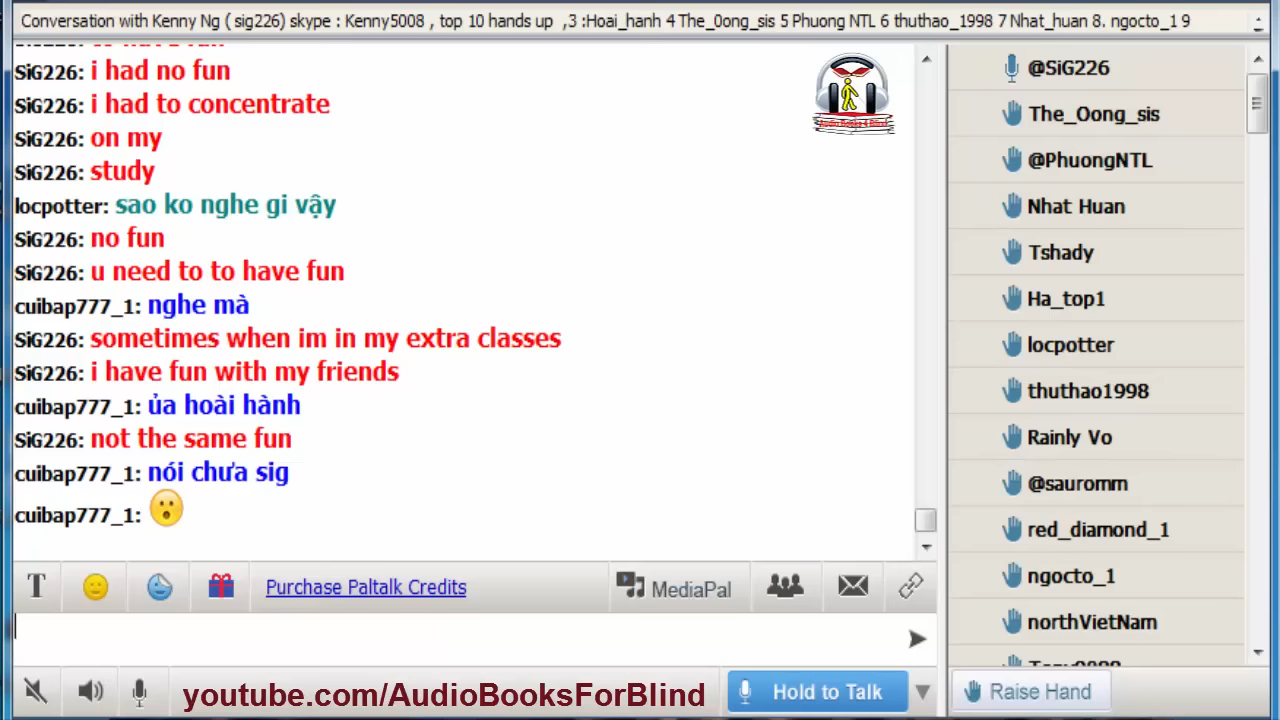 Conversation with Kenny Ng ( sig226) skype : Kenny5008 , top 10 hands up ,3 :Hoai_hanh 4 The_0ong_sis 5 Phuong NTL 6 thuthao_1998 7 Nhat_huan 8. ngocto_1 9
SiG226: i had no fun
SiG226: i had to concentrate
SiG226: on my
SiG226: study
locpotter: sao ko nghe gi vậy
SiG226: no fun
SiG226: u need to to have fun
cuibap777_1: nghe mà
SiG226: sometimes when im in my extra classes
SiG226: i have fun with my friends
cuibap777_1: ủa hoài hành
SiG226: not the same fun
cuibap777_1: nói chưa sig
cuibap777_1:
Audio Books 4 Blind
@SiG226
The_Oong_sis
@PhuongNTL
Nhat Huan
Tshady
Ha_top1
locpotter
thuthao1998
Rainly Vo
@sauromm
red_diamond_1
ngocto_1
northVietNam
T Purchase Paltalk Credits MediaPal
youtube.com/AudioBooksForBlind
Hold to Talk
Raise Hand